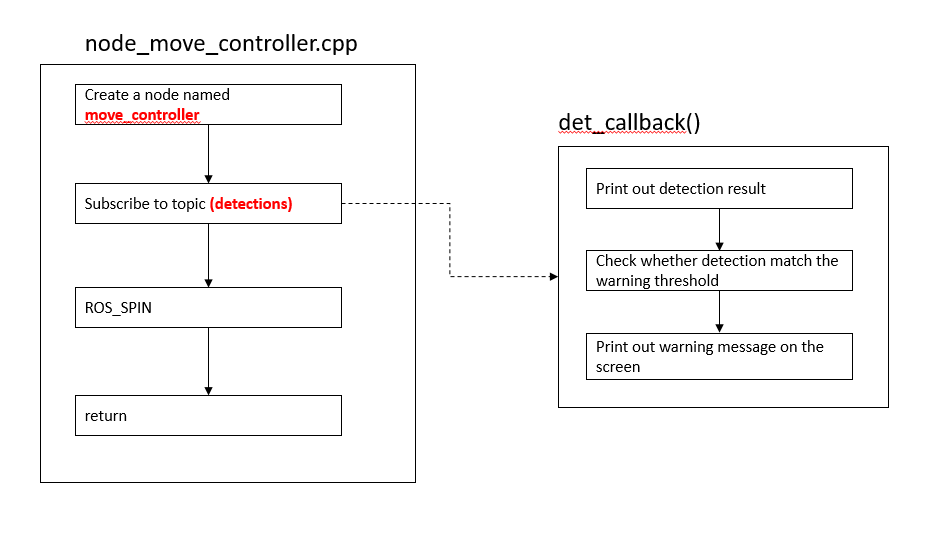 node_move_controller.cpp
Create a node named
move_controller
Subscribe to topic (detections)
ROS_SPIN
return
det_callback()
Print out detection result
Check whether detection match the
warning threshold
Print out warning message on the
screen